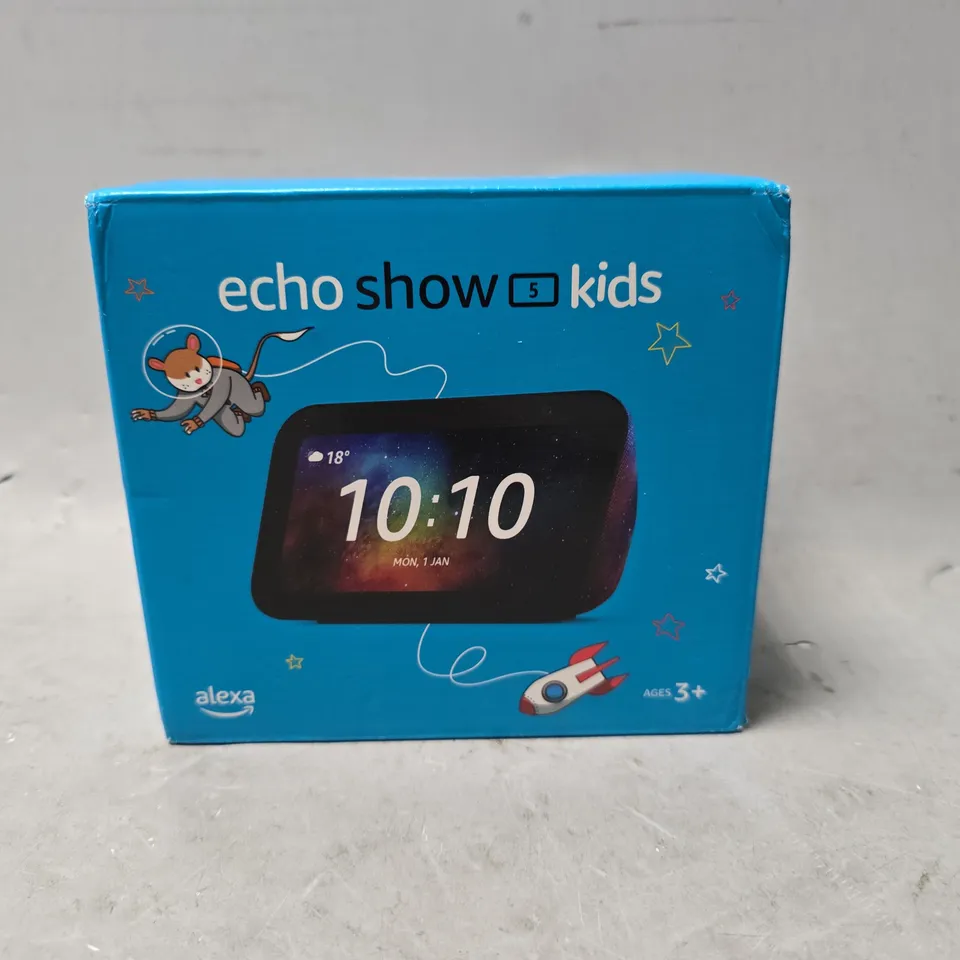 echo show 5 kids
18°
10:10
MON, 1 JAN
alexa
AGES 3+